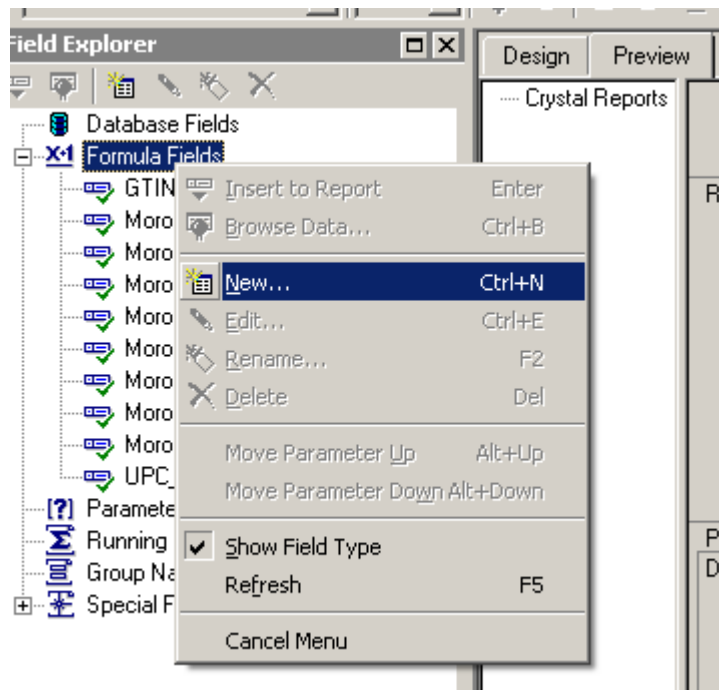 Field Explorer
Design Preview
Crystal Reports
Database Fields
Formula Fields
GTIN
Moro
Moro
Moro
Moro
Moro
Moro
Moro
Moro
UPC_
Paramete
Running
Group Na
Special F
Insert to Report Enter
Browse Data... Ctrl+B
New... Ctrl+N
Edit... Ctrl+E
Rename... F2
Delete Del
Move Parameter Up Alt+Up
Move Parameter Down Alt+Down
Show Field Type
Refresh F5
Cancel Menu
R
P
D